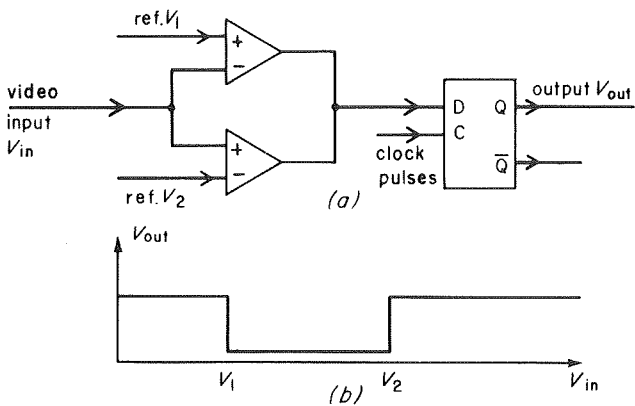 ref. V₁
+
−
video
input
Vin
+
−
ref. V₂
(a)
D Q
C
Q̅
clock
pulses
output Vout
Vout
V₁ V₂ Vin
(b)